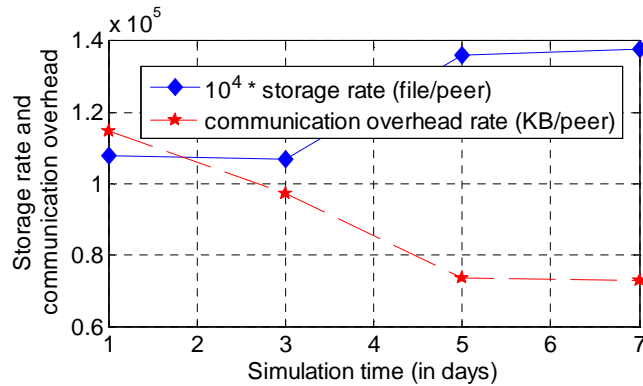 x 10^5
1.4
1.2
1
0.8
0.6
Storage rate and
communication overhead
10^4 * storage rate (file/peer)
communication overhead rate (KB/peer)
1 2 3 4 5 6 7
Simulation time (in days)